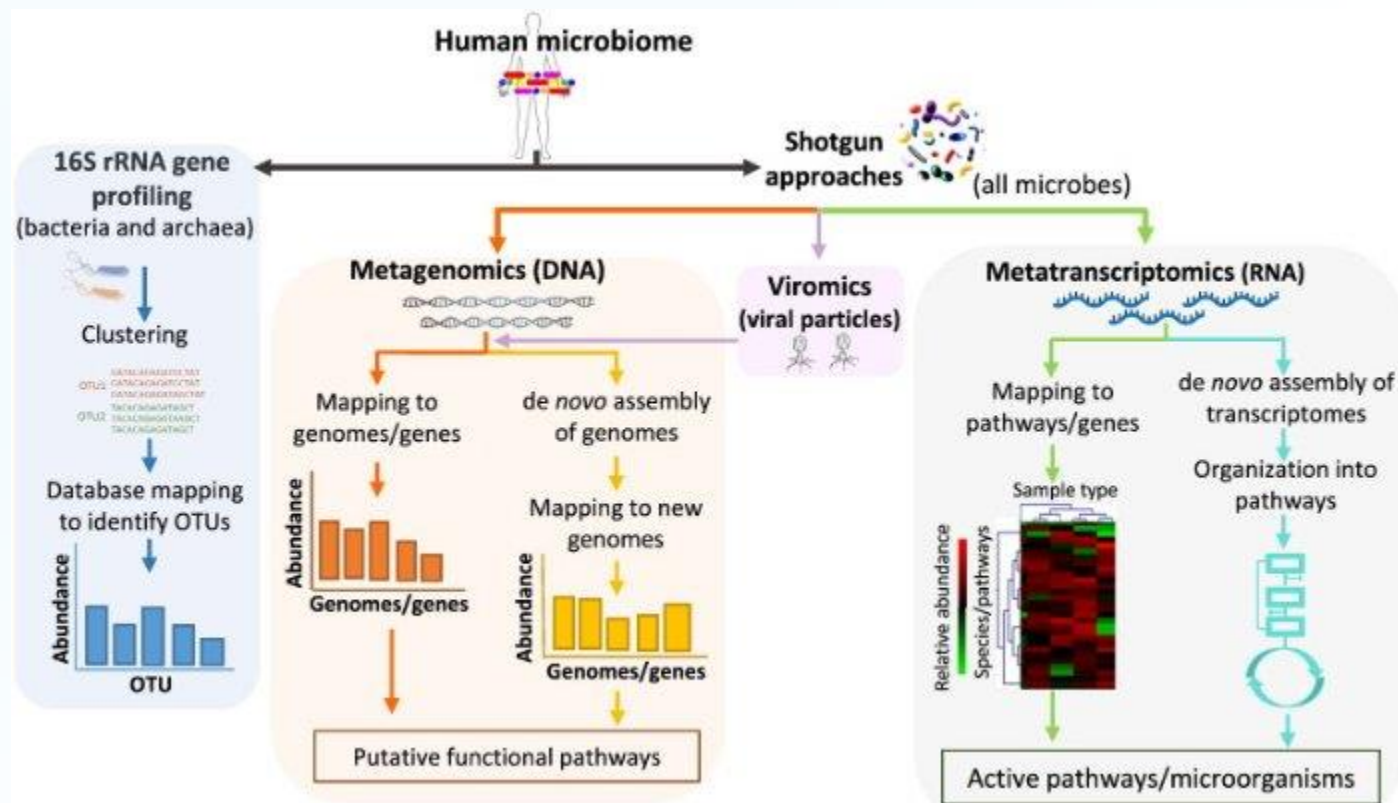 Human microbiome
16S rRNA gene
profiling
(bacteria and archaea)
Clustering
OTU1
GATACAGAGATGCTAT
OTU2
TACACAGAGATAGCT
Database mapping
to identify OTUs
Abundance
OTU
Shotgun
approaches
(all microbes)
Metagenomics (DNA)
Mapping to
genomes/genes
Abundance
Genomes/genes
de novo assembly
of genomes
Mapping to new
genomes
Abundance
Genomes/genes
Putative functional pathways
Viromics
(viral particles)
Metatranscriptomics (RNA)
Mapping to
pathways/genes
Sample type
Relative abundance
Species/pathways
de novo assembly of
transcriptomes
Organization into
pathways
Active pathways/microorganisms